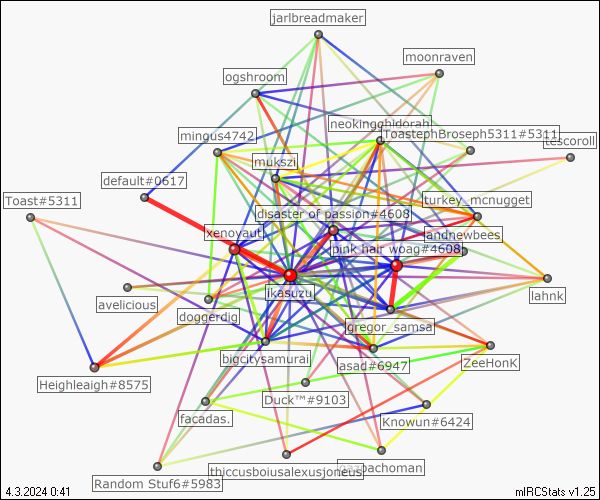 jarlbreadmaker
moonraven
ogshroom
neokingghidorah
ToastephBroseph5311#5311
mingus4742
tescoroll
mukszi
default#0617
Toast#5311
turkey_mcnugget
disaster of passion#4608
xenoyaut
andnewbees
pink hair woag#4608
ikasuzu
avelicious
lahnk
doggerdig
gregor_samsa
bigcitysamurai
jasad#6947
ZeeHonK
Heighleaigh#8575
Duck™#9103
facadas.
Knowun#6424
thiccusboiusalexusjoneus
bachoman
Random Stuf6#5983
4.3.2024 0:41
mIRCStats v1.25